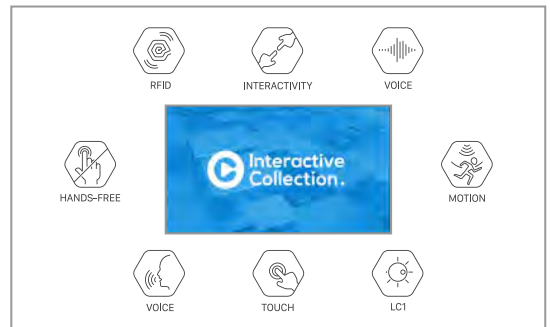 RFID
INTERACTIVITY
VOICE
Interactive
Collection.
HANDS-FREE
MOTION
VOICE
TOUCH
LC1